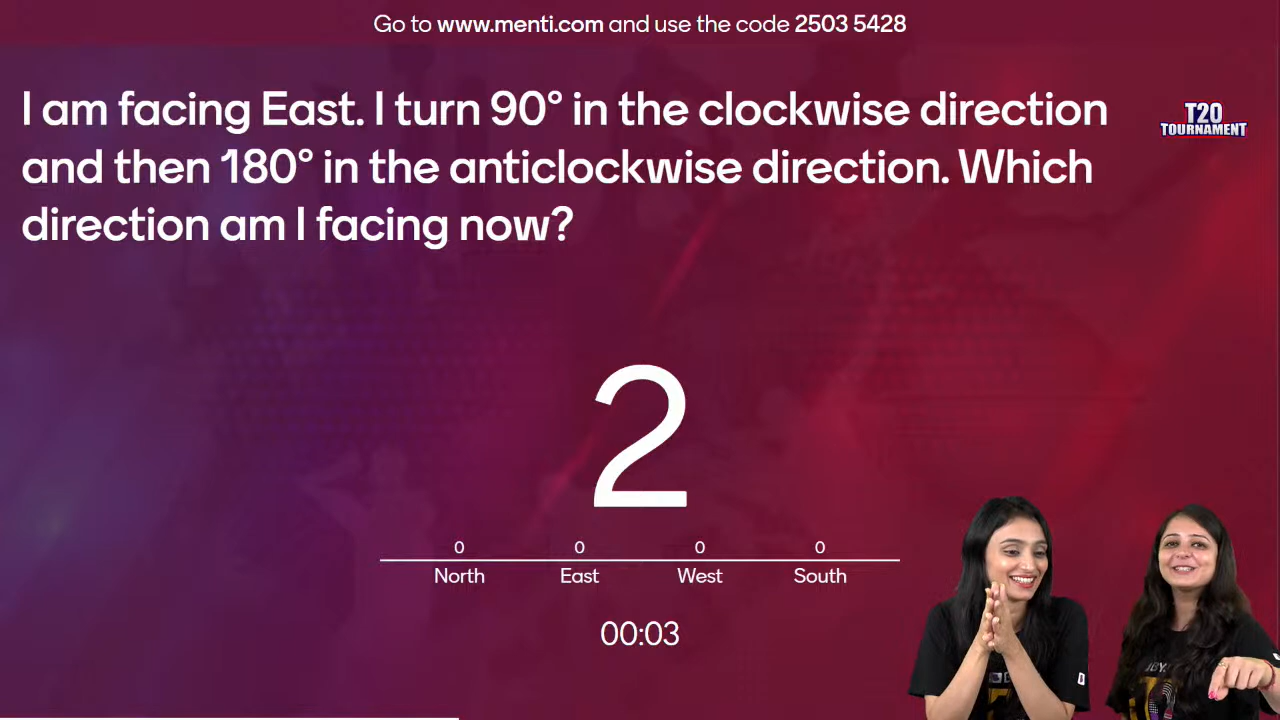 Go to www.menti.com and use the code 2503 5428
I am facing East. I turn 90° in the clockwise direction
and then 180° in the anticlockwise direction. Which
direction am I facing now?
T20
TOURNAMENT
2
0 0 0 0
North East West South
00:03